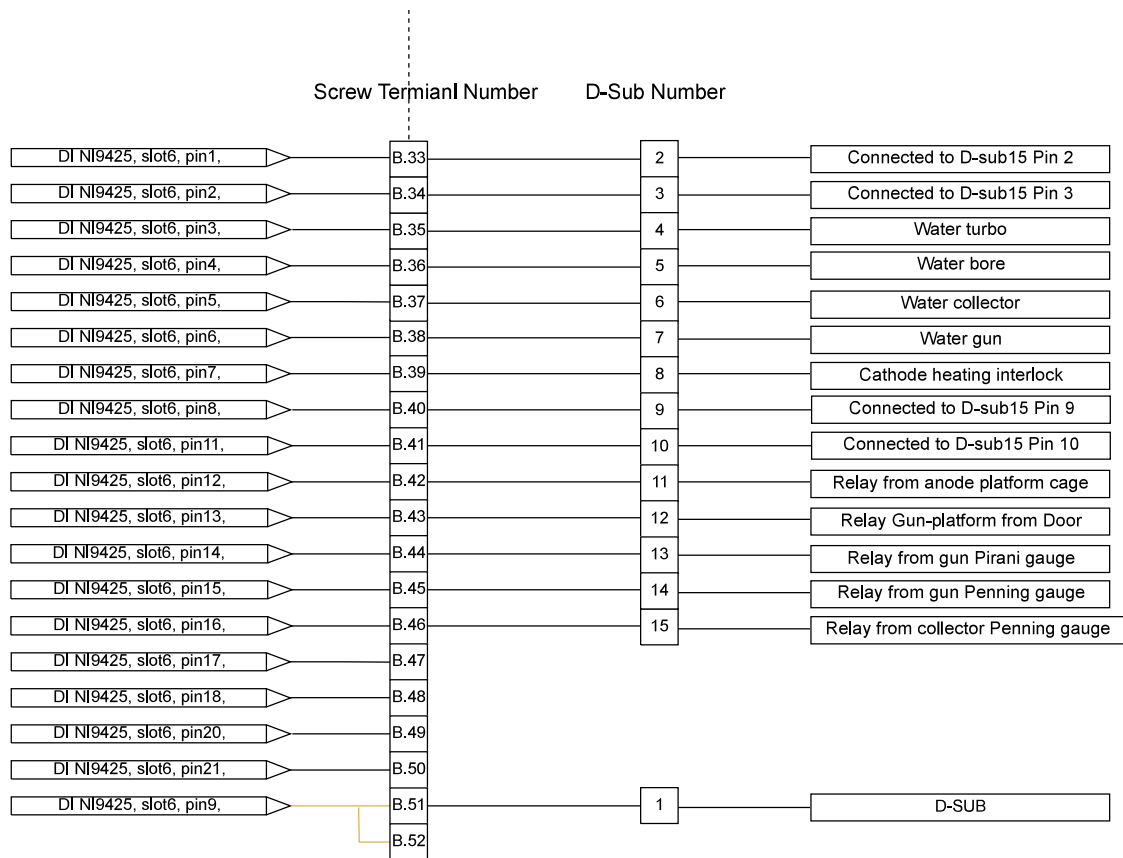 Screw Termianl Number D-Sub Number
DI NI9425, slot6, pin1, B.33 2 Connected to D-sub15 Pin 2
DI NI9425, slot6, pin2, B.34 3 Connected to D-sub15 Pin 3
DI NI9425, slot6, pin3, B.35 4 Water turbo
DI NI9425, slot6, pin4, B.36 5 Water bore
DI NI9425, slot6, pin5, B.37 6 Water collector
DI NI9425, slot6, pin6, B.38 7 Water gun
DI NI9425, slot6, pin7, B.39 8 Cathode heating interlock
DI NI9425, slot6, pin8, B.40 9 Connected to D-sub15 Pin 9
DI NI9425, slot6, pin11, B.41 10 Connected to D-sub15 Pin 10
DI NI9425, slot6, pin12, B.42 11 Relay from anode platform cage
DI NI9425, slot6, pin13, B.43 12 Relay Gun-platform from Door
DI NI9425, slot6, pin14, B.44 13 Relay from gun Pirani gauge
DI NI9425, slot6, pin15, B.45 14 Relay from gun Penning gauge
DI NI9425, slot6, pin16, B.46 15 Relay from collector Penning gauge
DI NI9425, slot6, pin17, B.47
DI NI9425, slot6, pin18, B.48
DI NI9425, slot6, pin20, B.49
DI NI9425, slot6, pin21, B.50
DI NI9425, slot6, pin9, B.51 1 D-SUB
B.52